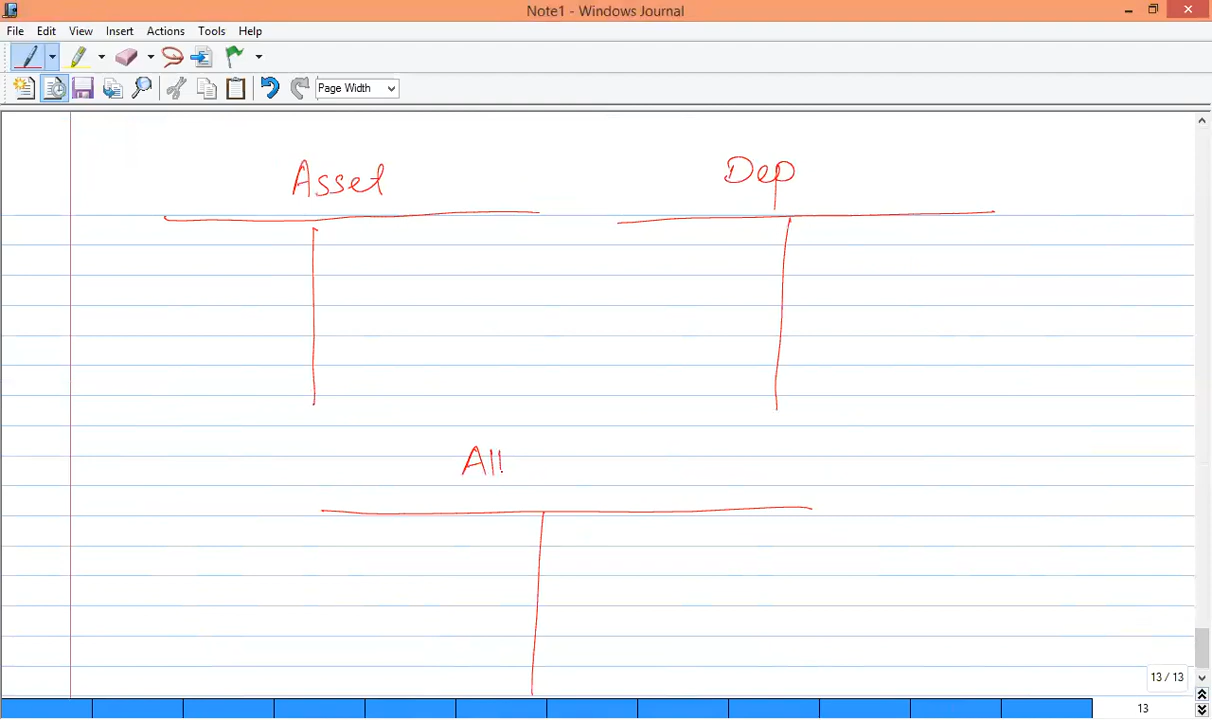 Note1 - Windows Journal
File Edit View Insert Actions Tools Help
Page Width
Asset Dep
All
13 / 13
13